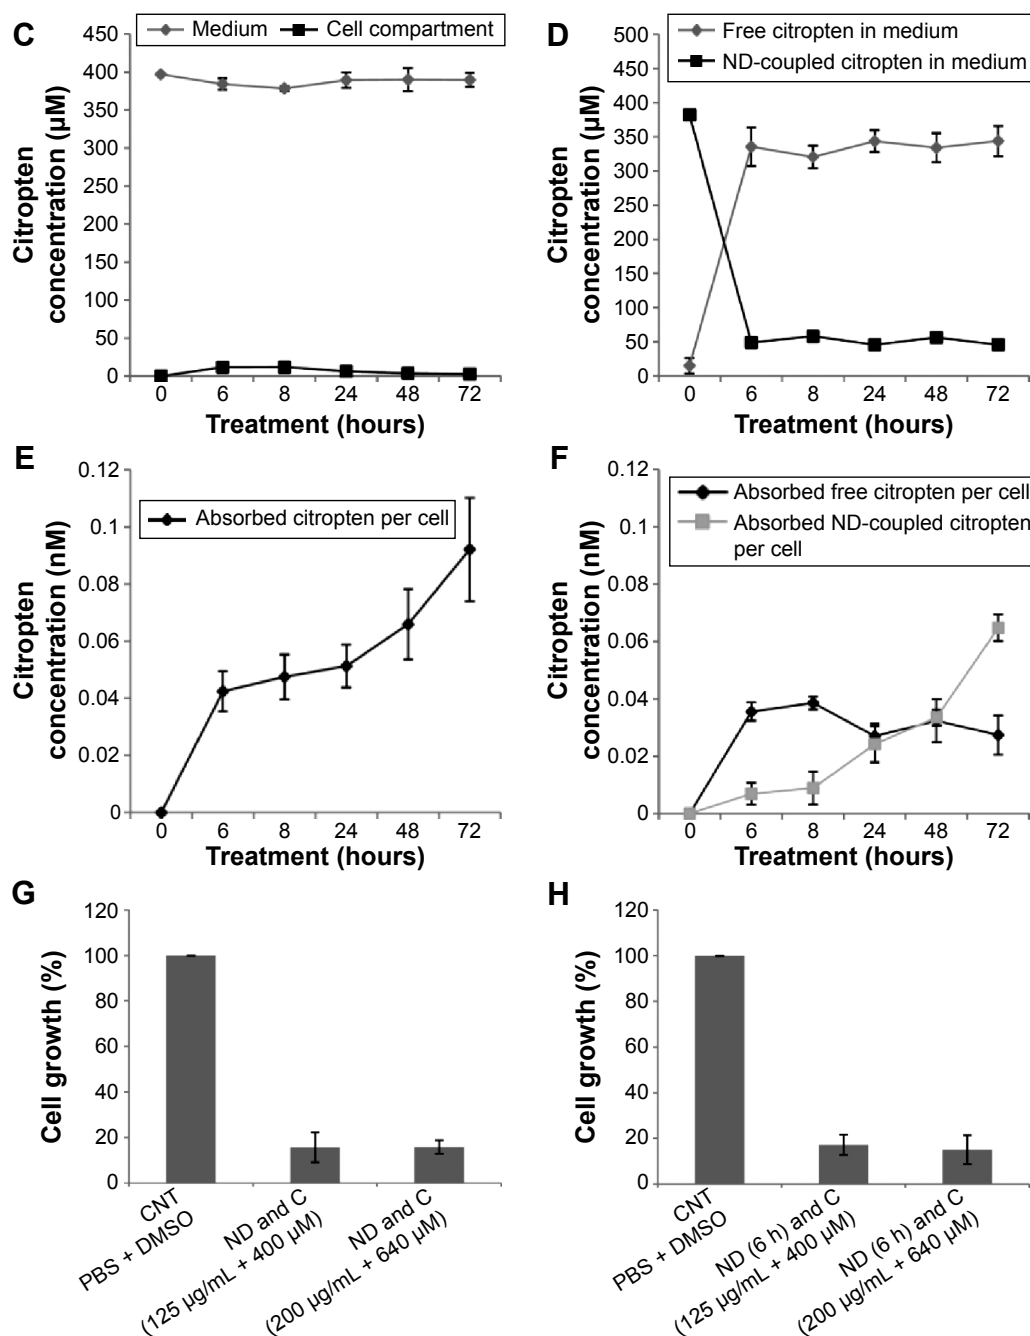 C
Medium
Cell compartment
Citropten
concentration (µM)
450
400
350
300
250
200
150
100
50
0
0 6 8 24 48 72
Treatment (hours)
D
Free citropten in medium
ND-coupled citropten in medium
Citropten
concentration (µM)
500
450
400
350
300
250
200
150
100
50
0
0 6 8 24 48 72
Treatment (hours)
E
Absorbed citropten per cell
Citropten
concentration (nM)
0.12
0.1
0.08
0.06
0.04
0.02
0
0 6 8 24 48 72
Treatment (hours)
F
Absorbed free citropten per cell
Absorbed ND-coupled citropten
per cell
Citropten
concentration (nM)
0.12
0.1
0.08
0.06
0.04
0.02
0
0 6 8 24 48 72
Treatment (hours)
G
Cell growth (%)
120
100
80
60
40
20
0
CNT
PBS + DMSO
ND and C
(125 µg/mL + 400 µM)
ND and C
(200 µg/mL + 640 µM)
H
Cell growth (%)
120
100
80
60
40
20
0
CNT
PBS + DMSO
ND (6 h) and C
(125 µg/mL + 400 µM)
ND (6 h) and C
(200 µg/mL + 640 µM)